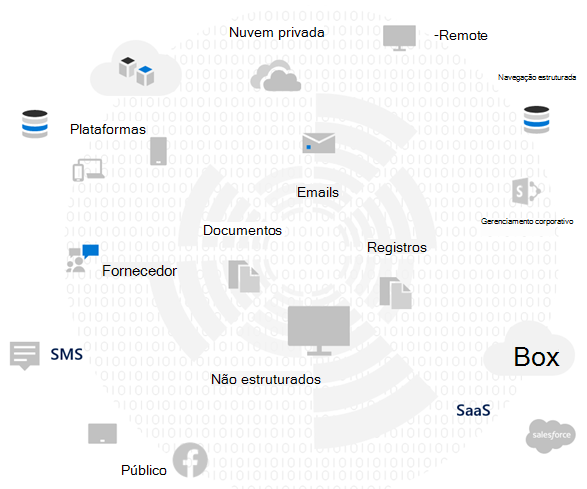 Nuvem privada
-Remote
Navegação estruturada
Plataformas
Emails
Gerenciamento corporativo
Documentos
Registros
Fornecedor
SMS
Box
Não estruturados
SaaS
salesforce
Público